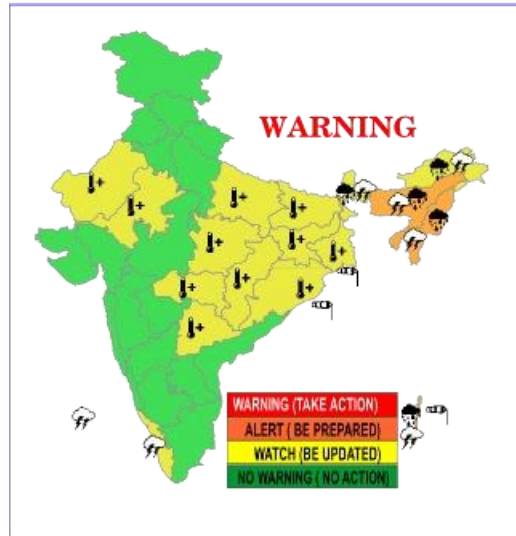 WARNING
WARNING (TAKE ACTION)
ALERT ( BE PREPARED)
WATCH (BE UPDATED)
NO WARNING ( NO ACTION)